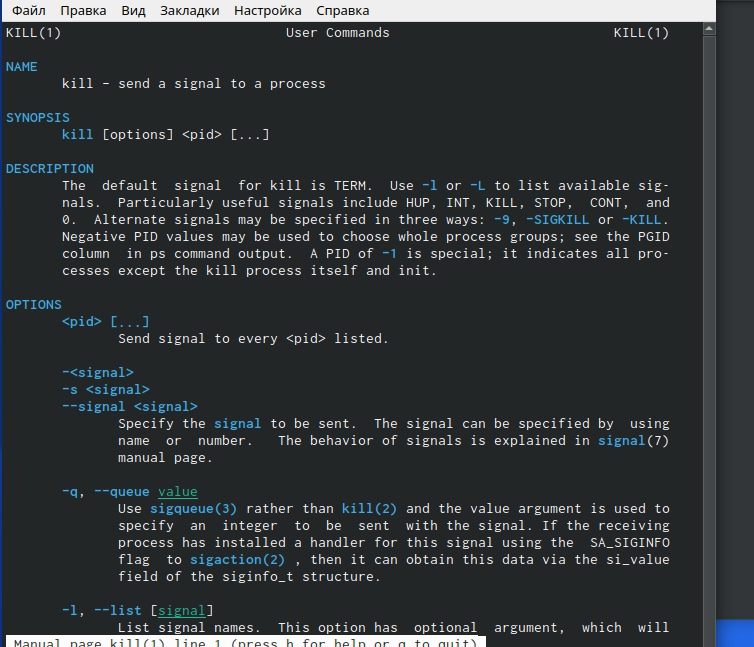 Файл Правка Вид Закладки Настройка Справка
KILL(1) User Commands KILL(1)
NAME
kill - send a signal to a process
SYNOPSIS
kill [options] <pid> [...]
DESCRIPTION
The default signal for kill is TERM. Use -l or -L to list available sig-
nals. Particularly useful signals include HUP, INT, KILL, STOP, CONT, and
0. Alternate signals may be specified in three ways: -9, -SIGKILL or -KILL.
Negative PID values may be used to choose whole process groups; see the PGID
column in ps command output. A PID of -1 is special; it indicates all pro-
cesses except the kill process itself and init.
OPTIONS
<pid> [...]
Send signal to every <pid> listed.
-<signal>
-s <signal>
--signal <signal>
Specify the signal to be sent. The signal can be specified by using
name or number. The behavior of signals is explained in signal(7)
manual page.
-q, --queue value
Use sigqueue(3) rather than kill(2) and the value argument is used to
specify an integer to be sent with the signal. If the receiving
process has installed a handler for this signal using the SA_SIGINFO
flag to sigaction(2) , then it can obtain this data via the si_value
field of the siginfo_t structure.
-l, --list [signal]
List signal names. This option has optional argument, which will
Manual page kill(1) line 1 (press h for help or q to quit)